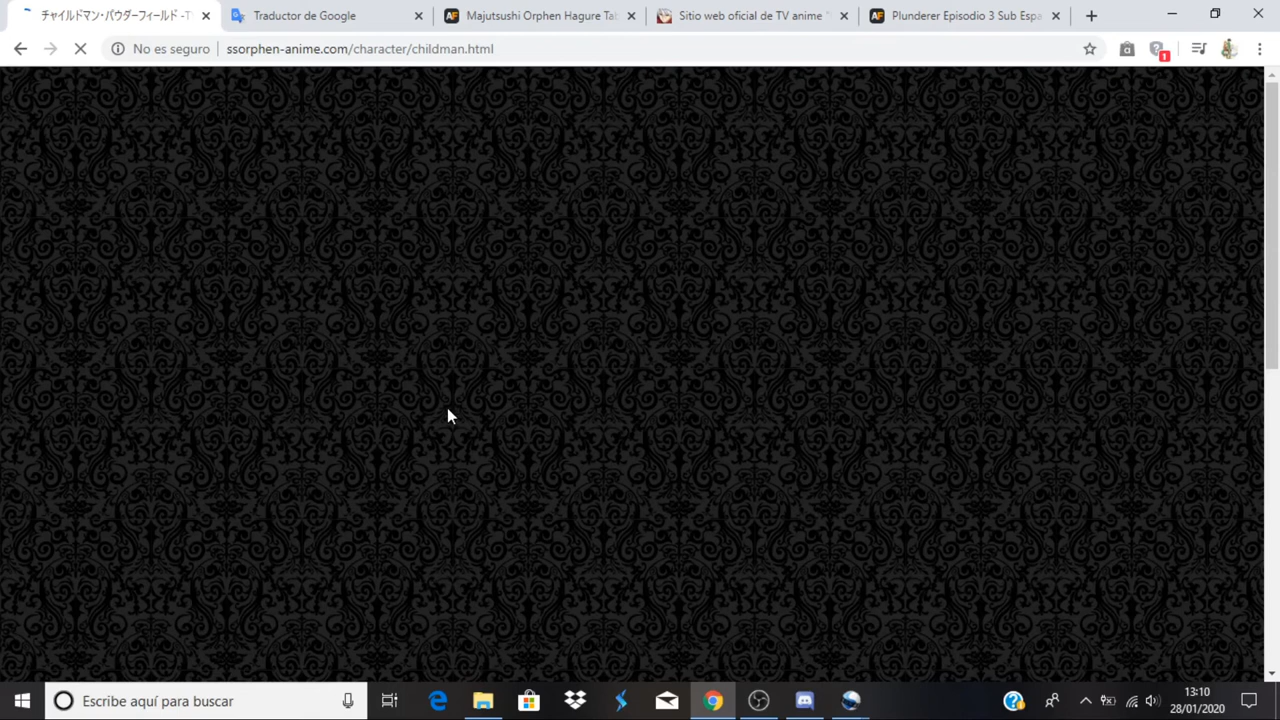 チャイルドマン・パウダーフィールド -T
Traductor de Google
Majutsushi Orphen Hagure Tab
Sitio web oficial de TV anime "
Plunderer Episodio 3 Sub Espa
No es seguro
ssorphen-anime.com/character/childman.html
1
Escribe aquí para buscar
13:10
28/01/2020